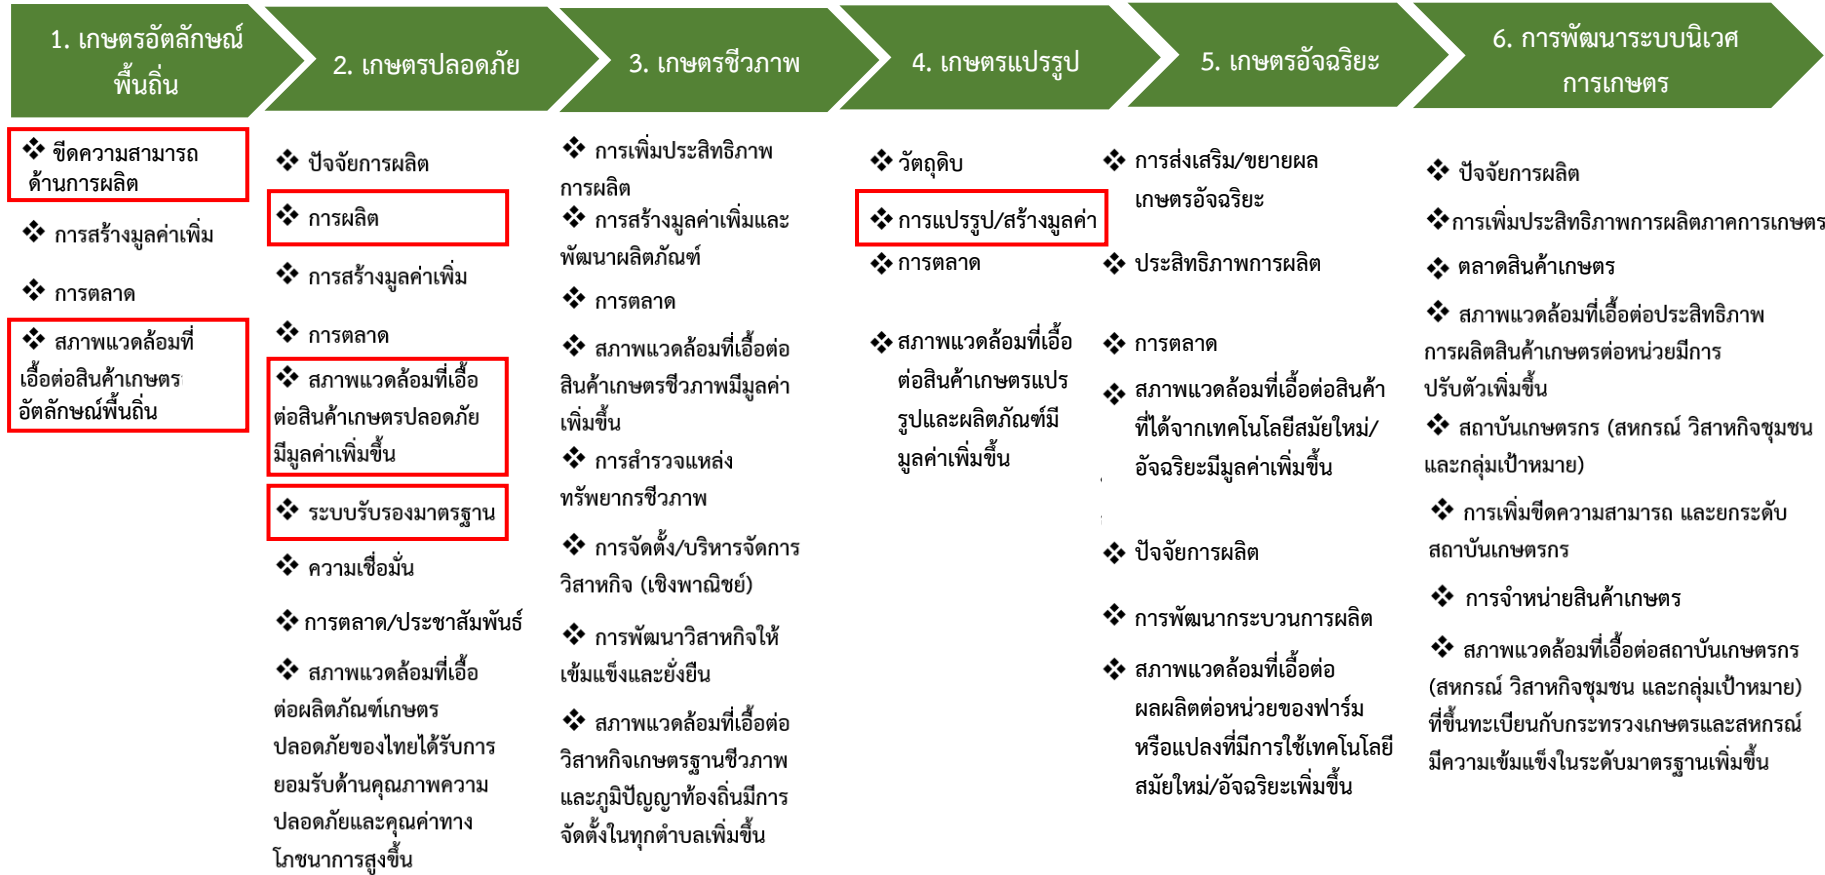 1. เกษตรอัตลักษณ์
พื้นถิ่น
2. เกษตรปลอดภัย
3. เกษตรชีวภาพ
4. เกษตรแปรรูป
5. เกษตรอัจฉริยะ
6. การพัฒนาระบบนิเวศ
การเกษตร
❖ ขีดความสามารถ
ด้านการผลิต
❖ การสร้างมูลค่าเพิ่ม
❖ การตลาด
❖ สภาพแวดล้อมที่
เอื้อต่อสินค้าเกษตร
อัตลักษณ์พื้นถิ่น
❖ ปัจจัยการผลิต
❖ การผลิต
❖ การสร้างมูลค่าเพิ่ม
❖ การตลาด
❖ สภาพแวดล้อมที่เอื้อ
ต่อสินค้าเกษตรปลอดภัย
มีมูลค่าเพิ่มขึ้น
❖ ระบบรับรองมาตรฐาน
❖ ความเชื่อมั่น
❖ การตลาด/ประชาสัมพันธ์
❖ สภาพแวดล้อมที่เอื้อ
ต่อผลิตภัณฑ์เกษตร
ปลอดภัยของไทยได้รับการ
ยอมรับด้านคุณภาพความ
ปลอดภัยและคุณค่าทาง
โภชนาการสูงขึ้น
❖ การเพิ่มประสิทธิภาพ
การผลิต
❖ การสร้างมูลค่าเพิ่มและ
พัฒนาผลิตภัณฑ์
❖ การตลาด
❖ สภาพแวดล้อมที่เอื้อต่อ
สินค้าเกษตรชีวภาพมีมูลค่า
เพิ่มขึ้น
❖ การสำรวจแหล่ง
ทรัพยากรชีวภาพ
❖ การจัดตั้ง/บริหารจัดการ
วิสาหกิจ (เชิงพาณิชย์)
❖ การพัฒนาวิสาหกิจให้
เข้มแข็งและยั่งยืน
❖ สภาพแวดล้อมที่เอื้อต่อ
วิสาหกิจเกษตรฐานชีวภาพ
และภูมิปัญญาท้องถิ่นมีการ
จัดตั้งในทุกตำบลเพิ่มขึ้น
❖ วัตถุดิบ
❖ การแปรรูป/สร้างมูลค่า
❖ การตลาด
❖ สภาพแวดล้อมที่เอื้อ
ต่อสินค้าเกษตรแปร
รูปและผลิตภัณฑ์มี
มูลค่าเพิ่มขึ้น
❖ การส่งเสริม/ขยายผล
เกษตรอัจฉริยะ
❖ ประสิทธิภาพการผลิต
❖ การตลาด
❖ สภาพแวดล้อมที่เอื้อต่อสินค้า
ที่ได้จากเทคโนโลยีสมัยใหม่/
อัจฉริยะมีมูลค่าเพิ่มขึ้น
❖ ปัจจัยการผลิต
❖ การพัฒนากระบวนการผลิต
❖ สภาพแวดล้อมที่เอื้อต่อ
ผลผลิตต่อหน่วยของฟาร์ม
หรือแปลงที่มีการใช้เทคโนโลยี
สมัยใหม่/อัจฉริยะเพิ่มขึ้น
❖ ปัจจัยการผลิต
❖ การเพิ่มประสิทธิภาพการผลิตภาคการเกษตร
❖ ตลาดสินค้าเกษตร
❖ สภาพแวดล้อมที่เอื้อต่อประสิทธิภาพ
การผลิตสินค้าเกษตรต่อหน่วยมีการ
ปรับตัวเพิ่มขึ้น
❖ สถาบันเกษตรกร (สหกรณ์ วิสาหกิจชุมชน
และกลุ่มเป้าหมาย)
❖ การเพิ่มขีดความสามารถ และยกระดับ
สถาบันเกษตรกร
❖ การจำหน่ายสินค้าเกษตร
❖ สภาพแวดล้อมที่เอื้อต่อสถาบันเกษตรกร
(สหกรณ์ วิสาหกิจชุมชน และกลุ่มเป้าหมาย)
ที่ขึ้นทะเบียนกับกระทรวงเกษตรและสหกรณ์
มีความเข้มแข็งในระดับมาตรฐานเพิ่มขึ้น